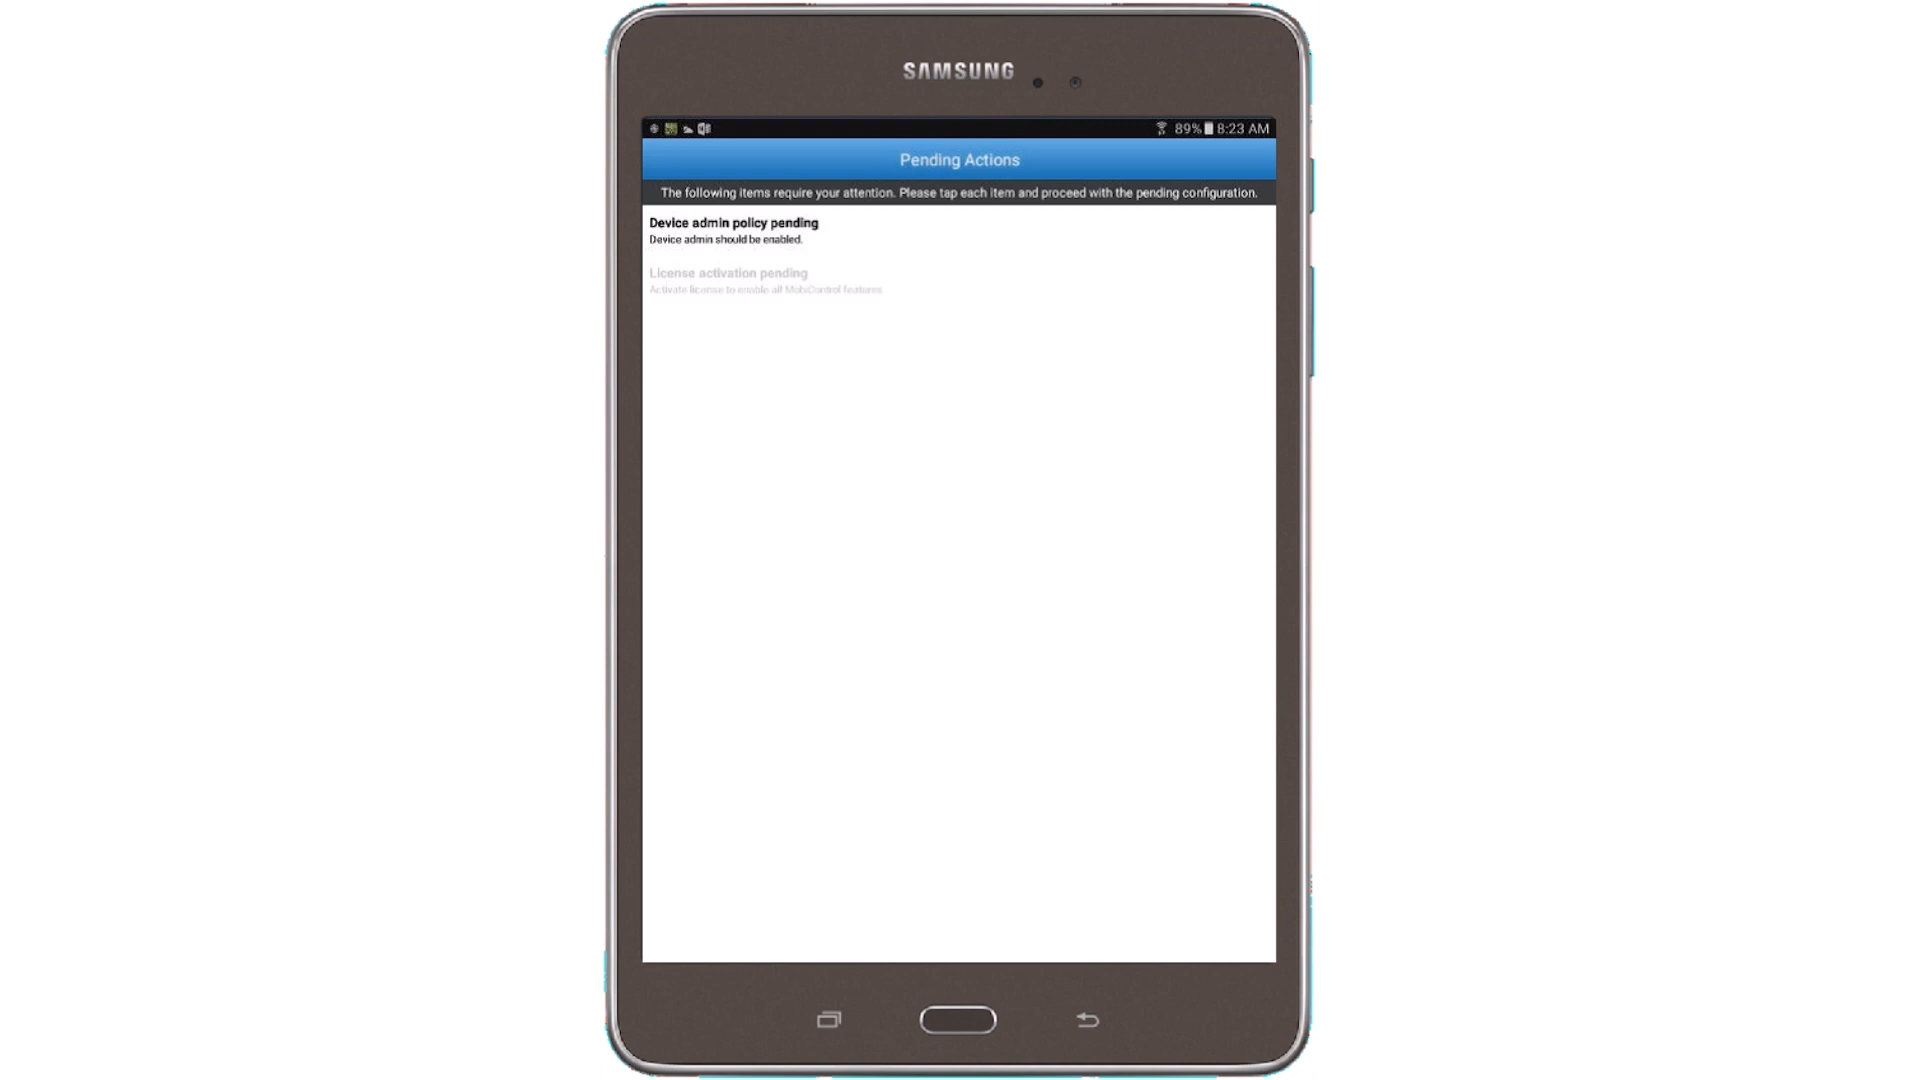 SAMSUNG
89% 8:23 AM
Pending Actions
The following items require your attention. Please tap each item and proceed with the pending configuration.
Device admin policy pending
Device admin should be enabled.
License activation pending
Activate license to enable all MobiControl features